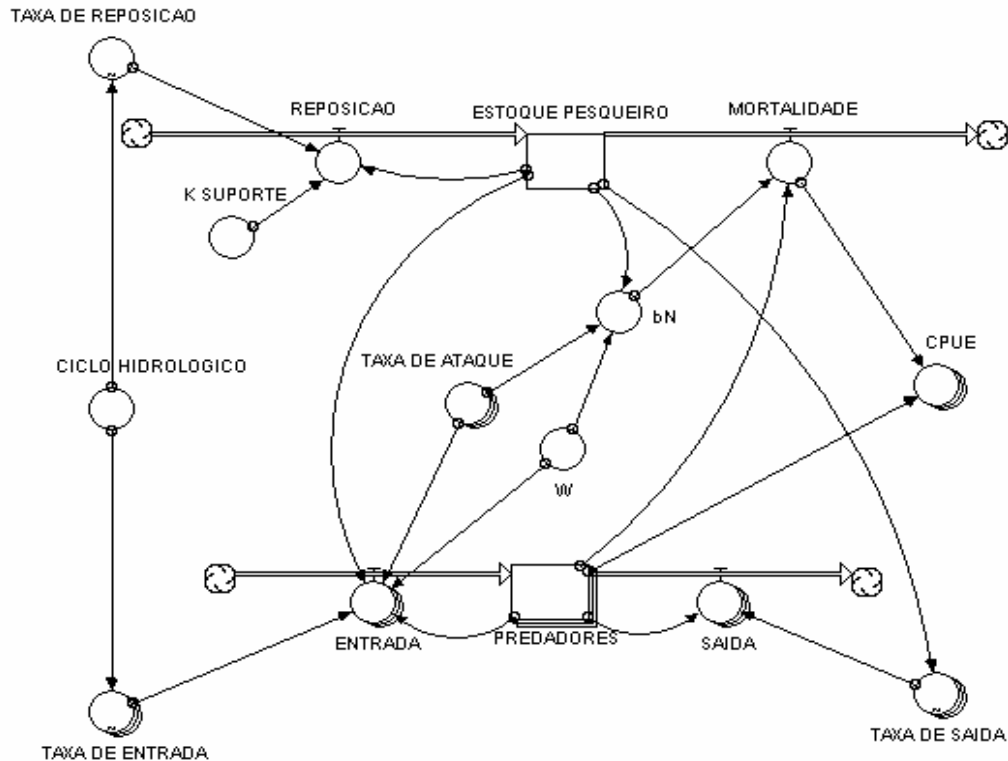 TAXA DE REPOSICAO
REPOSICAO
ESTOQUE PESQUEIRO
MORTALIDADE
K SUPORTE
bN
TAXA DE ATAQUE
CPUE
CICLO HIDROLOGICO
W
ENTRADA
PREDADORES
SAIDA
TAXA DE ENTRADA
TAXA DE SAIDA